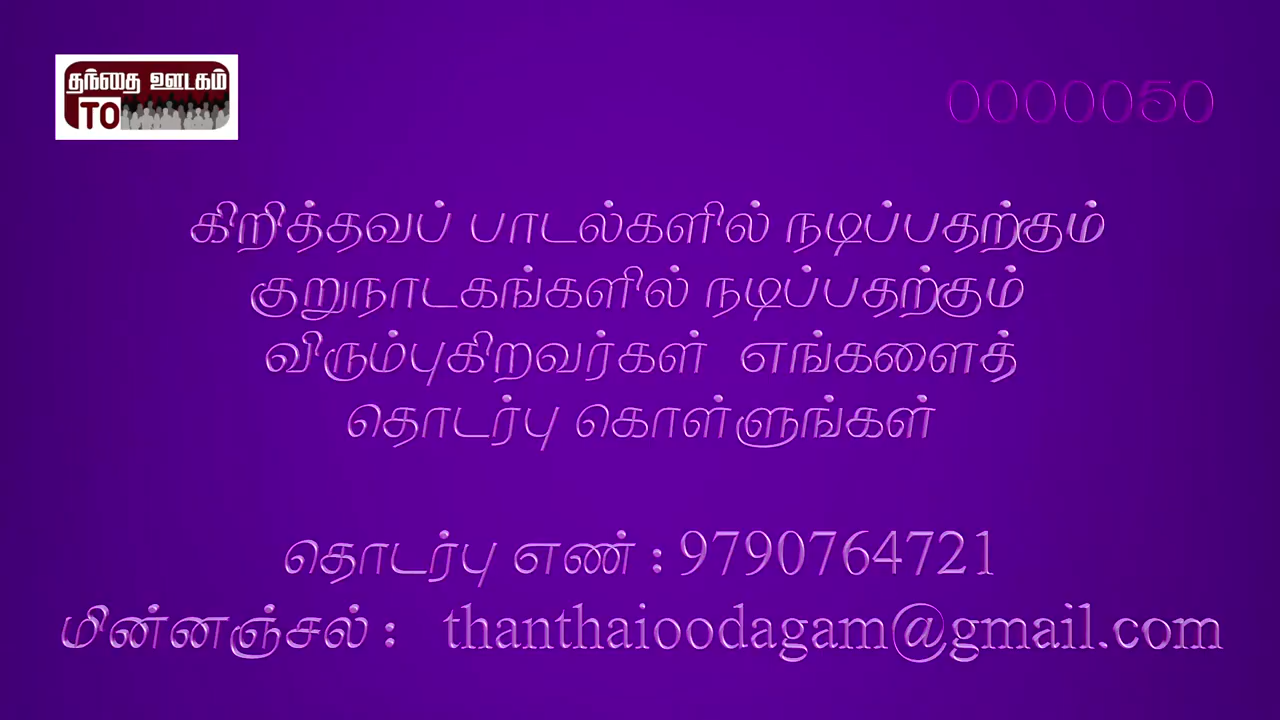 தந்தை ஊடகம்
TO
0000050
கிறித்தவப் பாடல்களில் நடிப்பதற்கும்
குறுநாடகங்களில் நடிப்பதற்கும்
விரும்புகிறவர்கள் எங்களைத்
தொடர்பு கொள்ளுங்கள்
தொடர்பு எண் : 9790764721
மின்னஞ்சல் : thanthaioodagam@gmail.com